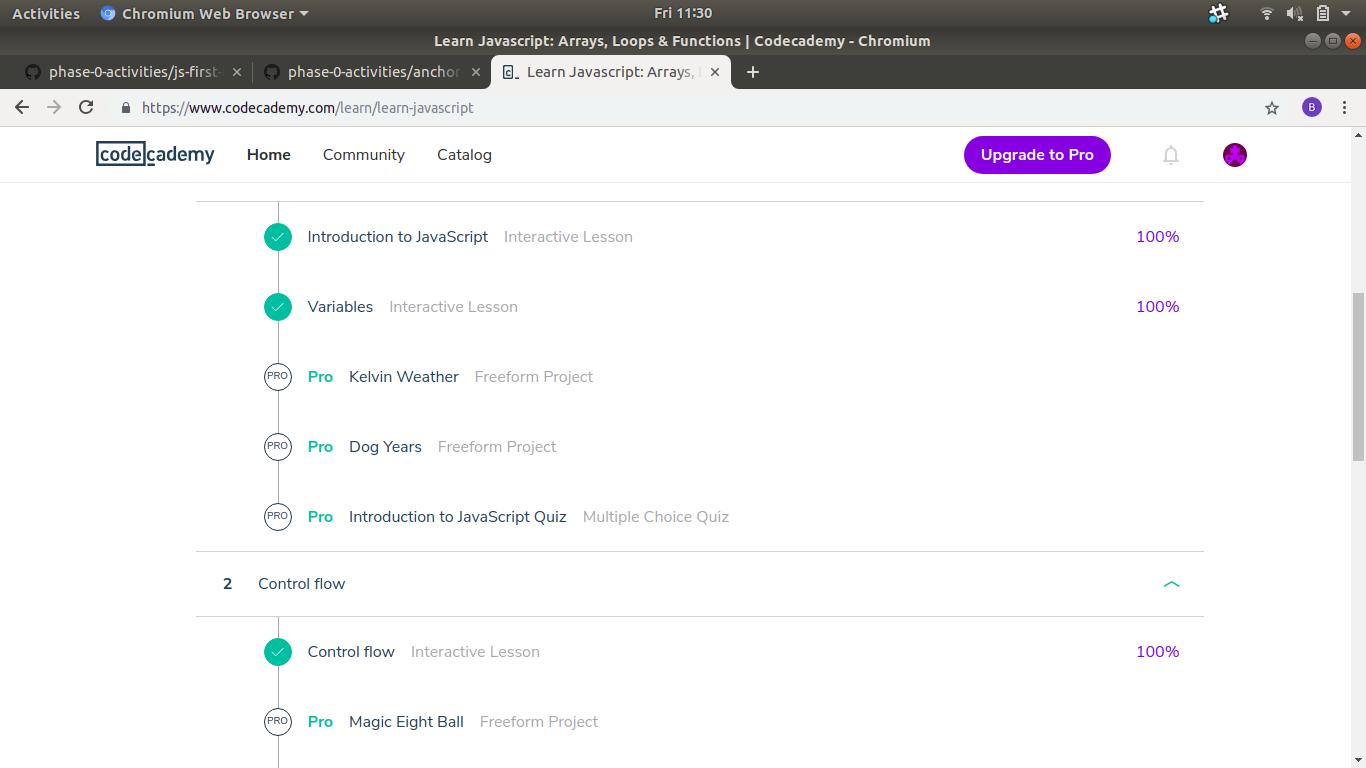 Activities Chromium Web Browser Fri 11:30
Learn Javascript: Arrays, Loops & Functions | Codecademy - Chromium
phase-0-activities/js-first- phase-0-activities/anchor Learn Javascript: Arrays,
https://www.codecademy.com/learn/learn-javascript B
codecademy Home Community Catalog Upgrade to Pro
Introduction to JavaScript Interactive Lesson 100%
Variables Interactive Lesson 100%
PRO Pro Kelvin Weather Freeform Project
PRO Pro Dog Years Freeform Project
PRO Pro Introduction to JavaScript Quiz Multiple Choice Quiz
2 Control flow
Control flow Interactive Lesson 100%
PRO Pro Magic Eight Ball Freeform Project